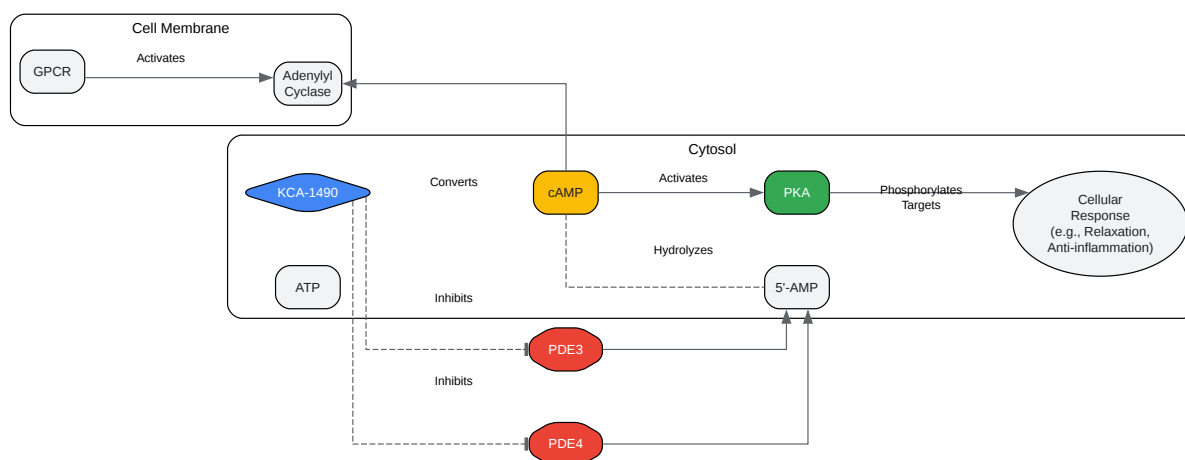 Cell Membrane
GPCR
Activates
Adenylyl
Cyclase
Cytosol
KCA-1490
Converts
cAMP
Activates
PKA
Phosphorylates
Targets
Cellular
Response
(e.g., Relaxation,
Anti-inflammation)
Hydrolyzes
ATP
Inhibits
5'-AMP
PDE3
Inhibits
PDE4